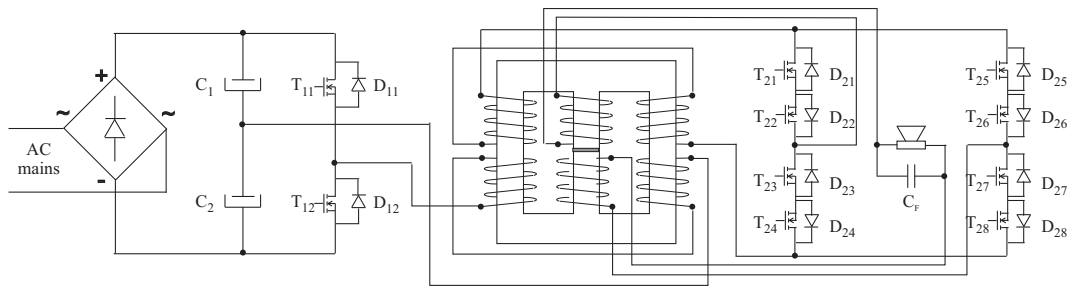 +
~
~
-
AC
mains
C1
C2
T11
D11
T12
D12
T21
D21
T22
D22
T23
D23
T24
D24
CF
T25
D25
T26
D26
T27
D27
T28
D28